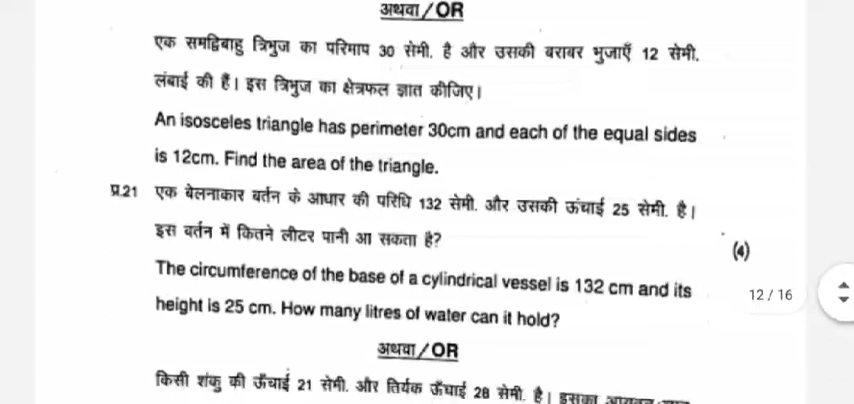 अथवा / OR
एक समद्विबाहु त्रिभुज का परिमाप 30 सेमी. है और उसकी बराबर भुजाएँ 12 सेमी.
लंबाई की हैं। इस त्रिभुज का क्षेत्रफल ज्ञात कीजिए।
An isosceles triangle has perimeter 30cm and each of the equal sides
is 12cm. Find the area of the triangle.
प्र.21 एक बेलनाकार बर्तन के आधार की परिधि 132 सेमी. और उसकी ऊंचाई 25 सेमी. है।
इस बर्तन में कितने लीटर पानी आ सकता है?
(4)
The circumference of the base of a cylindrical vessel is 132 cm and its
12 / 16
height is 25 cm. How many litres of water can it hold?
अथवा / OR
किसी शंकु की ऊँचाई 21 सेमी. और तिर्यक ऊँचाई 28 सेमी. है। इसका